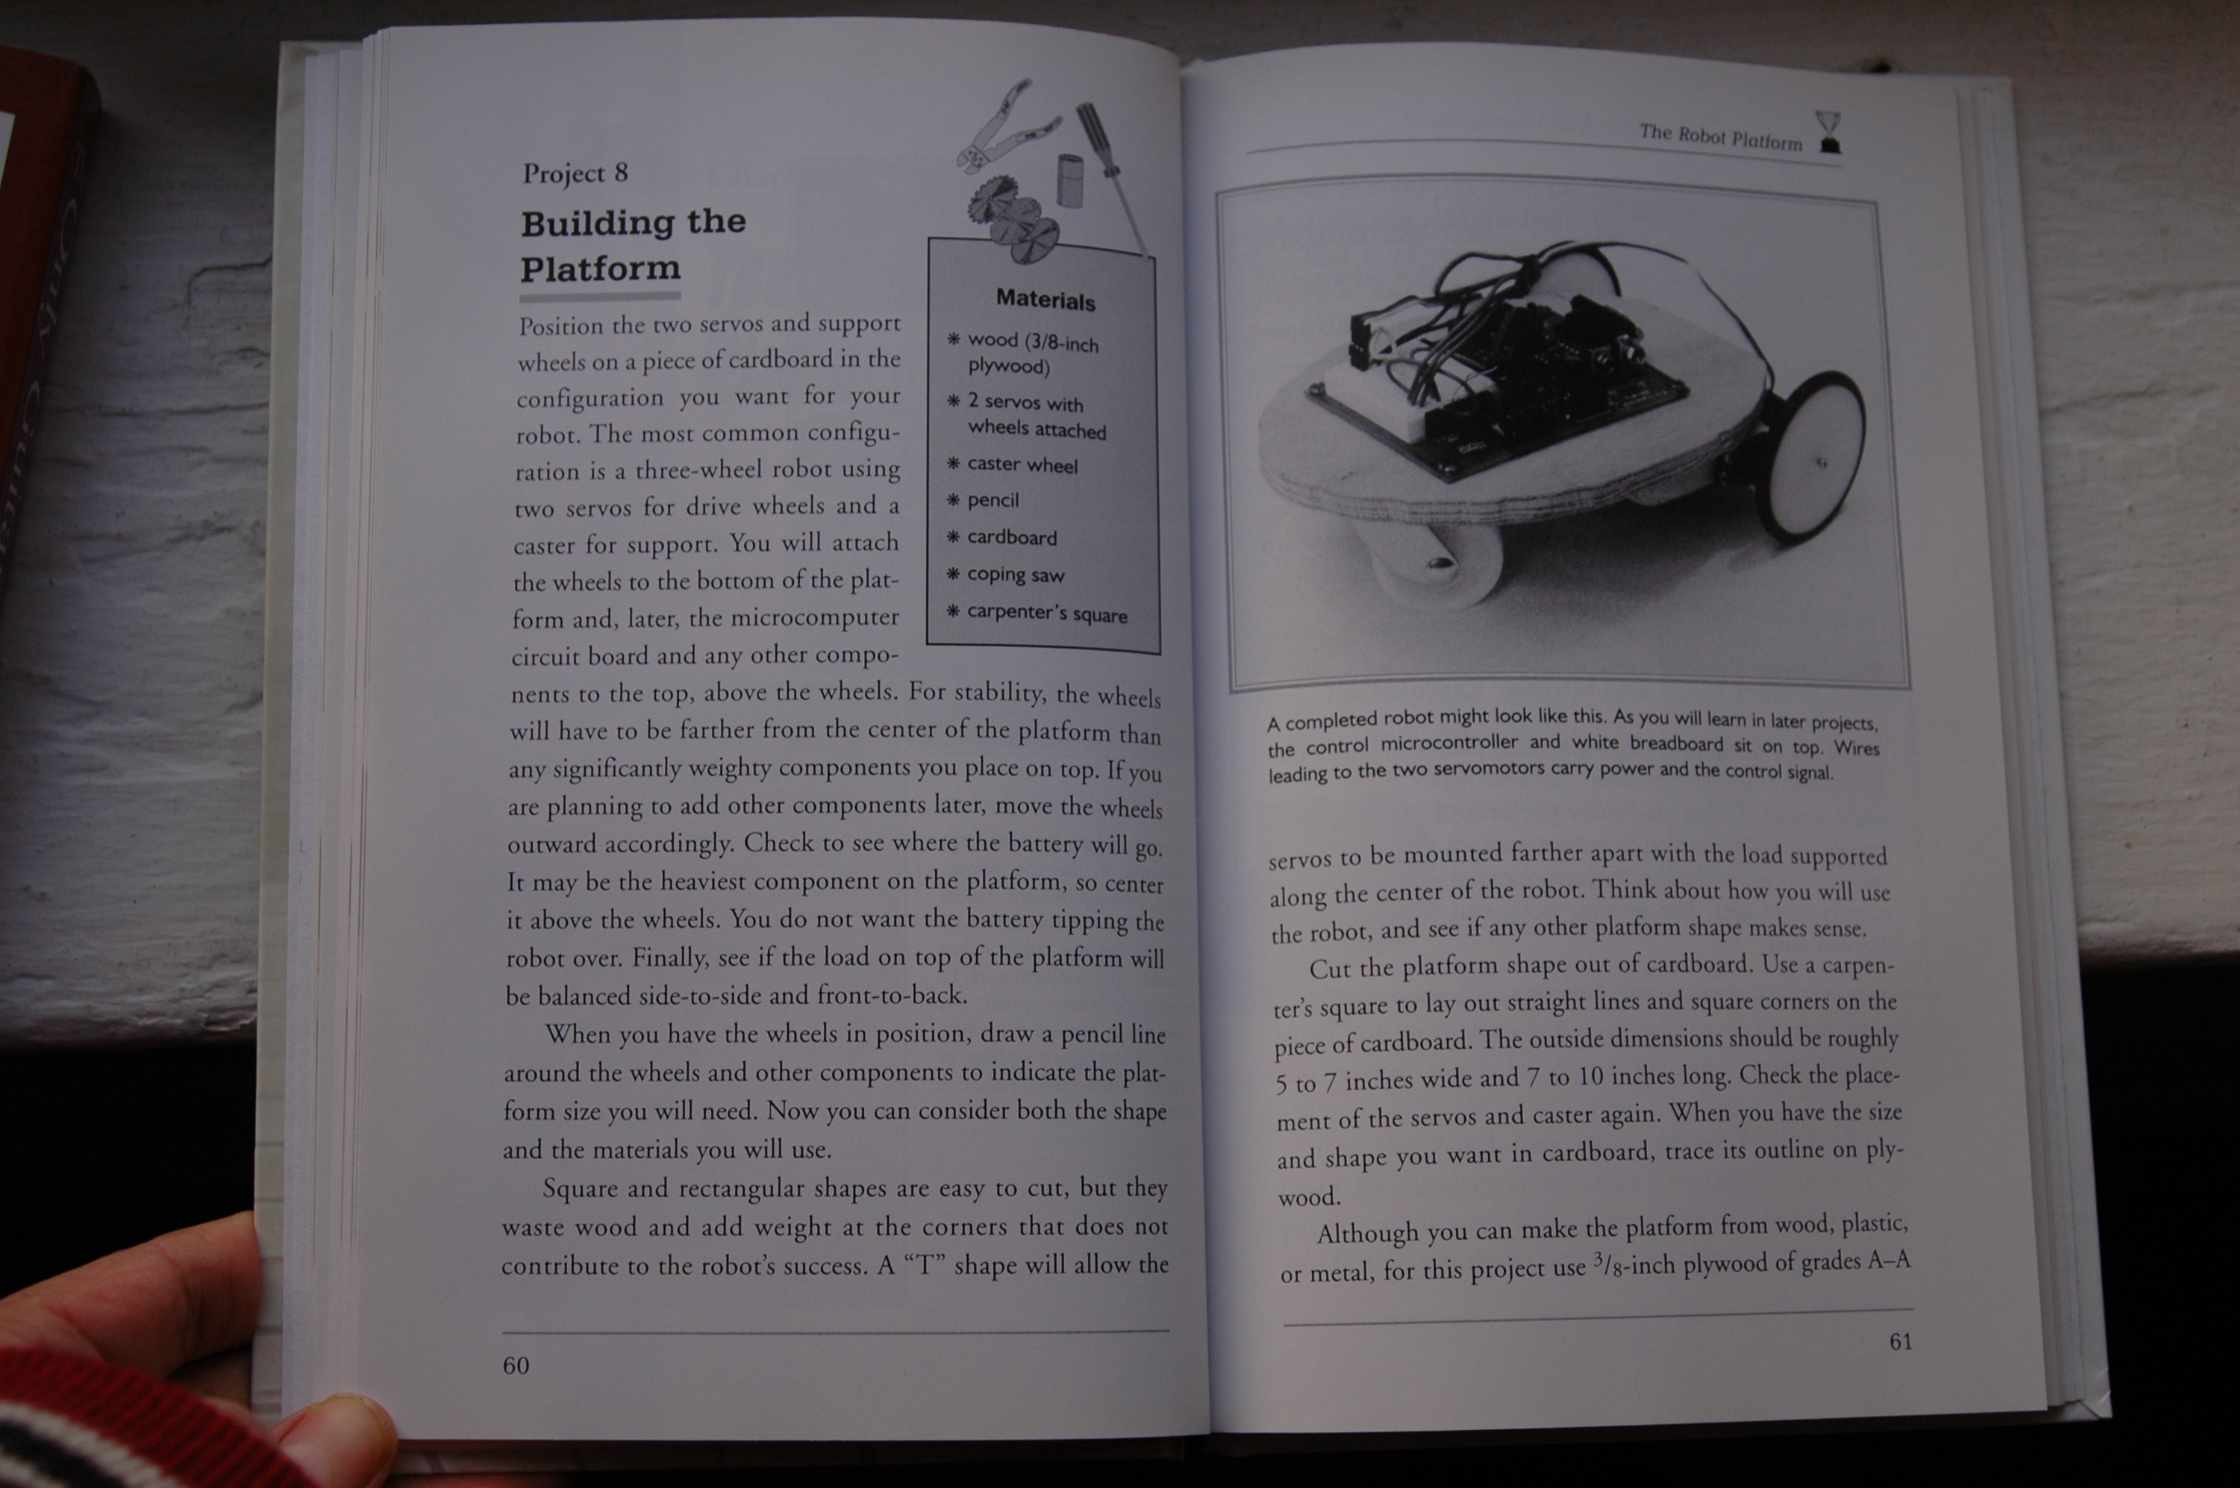 Project 8
Building the
Platform
Materials
* wood (3/8-inch
plywood)
* 2 servos with
wheels attached
* caster wheel
* pencil
* cardboard
* coping saw
* carpenter's square
Position the two servos and support
wheels on a piece of cardboard in the
configuration you want for your
robot. The most common configu-
ration is a three-wheel robot using
two servos for drive wheels and a
caster for support. You will attach
the wheels to the bottom of the plat-
form and, later, the microcomputer
circuit board and any other compo-
nents to the top, above the wheels. For stability, the wheels
will have to be farther from the center of the platform than
any significantly weighty components you place on top. If you
are planning to add other components later, move the wheels
outward accordingly. Check to see where the battery will go.
It may be the heaviest component on the platform, so center
it above the wheels. You do not want the battery tipping the
robot over. Finally, see if the load on top of the platform will
be balanced side-to-side and front-to-back.
When you have the wheels in position, draw a pencil line
around the wheels and other components to indicate the plat-
form size you will need. Now you can consider both the shape
and the materials you will use.
Square and rectangular shapes are easy to cut, but they
waste wood and add weight at the corners that does not
contribute to the robot's success. A “T” shape will allow the
60
The Robot Platform
A completed robot might look like this. As you will learn in later projects,
the control microcontroller and white breadboard sit on top. Wires
leading to the two servomotors carry power and the control signal.
servos to be mounted farther apart with the load supported
along the center of the robot. Think about how you will use
the robot, and see if any other platform shape makes sense.
Cut the platform shape out of cardboard. Use a carpen-
ter's square to lay out straight lines and square corners on the
piece of cardboard. The outside dimensions should be roughly
5 to 7 inches wide and 7 to 10 inches long. Check the place-
ment of the servos and caster again. When you have the size
and shape you want in cardboard, trace its outline on ply-
wood.
Although you can make the platform from wood, plastic,
or metal, for this project use 3/8-inch plywood of grades A–A
61
Only Guitar